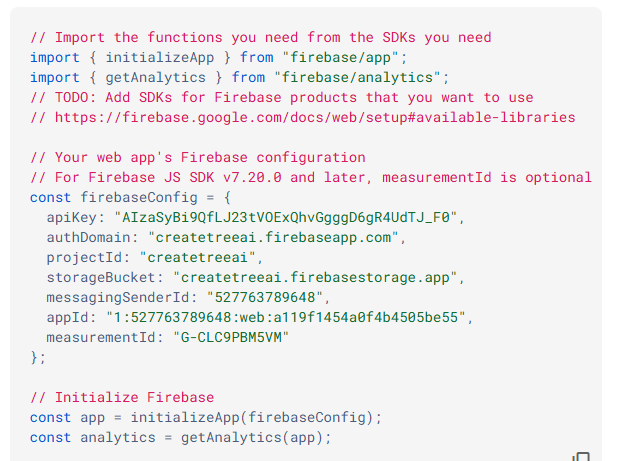 // Import the functions you need from the SDKs you need
import { initializeApp } from "firebase/app";
import { getAnalytics } from "firebase/analytics";
// TODO: Add SDKs for Firebase products that you want to use
// https://firebase.google.com/docs/web/setup#available-libraries
// Your web app's Firebase configuration
// For Firebase JS SDK v7.20.0 and later, measurementId is optional
const firebaseConfig = {
apiKey: "AIzaSyBi9QfLJ23tVOExQhvGgggD6gR4UdTJ_F0",
authDomain: "createtreeai.firebaseapp.com",
projectId: "createtreeai",
storageBucket: "createtreeai.firebasestorage.app",
messagingSenderId: "527763789648",
appId: "1:527763789648:web:a119f1454a0f4b4505be55",
measurementId: "G-CLC9PBM5VM"
};
// Initialize Firebase
const app = initializeApp(firebaseConfig);
const analytics = getAnalytics(app);